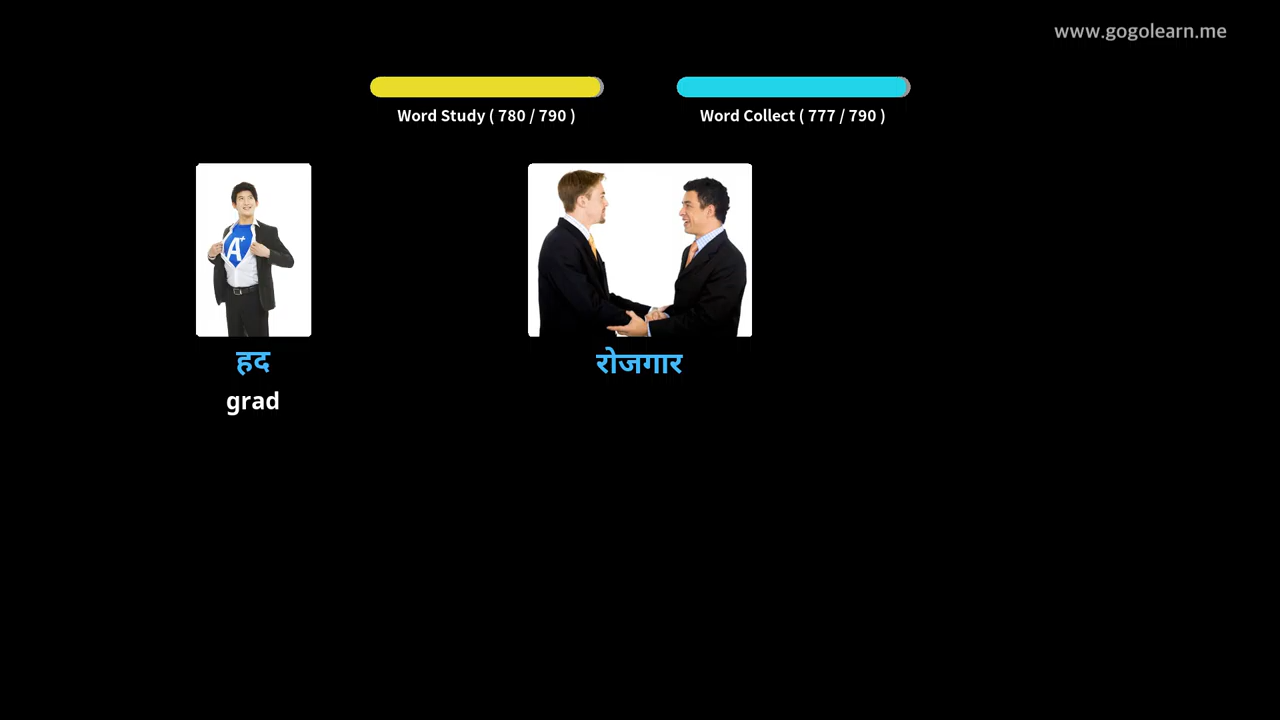 www.gogolearn.me
Word Study ( 780 / 790 )
Word Collect ( 777 / 790 )
A+
हद
रोजगार
grad